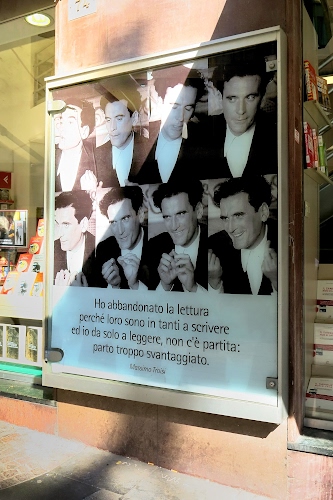 Ho abbandonato la lettura
perché loro sono in tanti a scrivere
ed io da solo a leggere, non c'è partita:
parto troppo svantaggiato.
Massimo Troisi